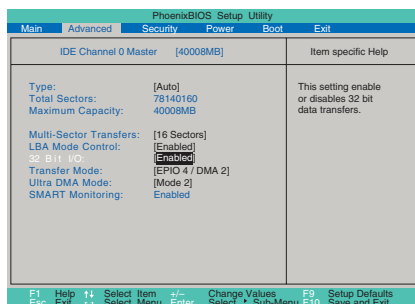 PhoenixBIOS Setup Utility
Main Advanced Security Power Boot Exit
IDE Channel 0 Master [40008MB]
Item specific Help
Type: [Auto]
Total Sectors: 78140160
Maximum Capacity: 40008MB
This setting enable
or disables 32 bit
data transfers.
Multi-Sector Transfers: [16 Sectors]
LBA Mode Control: [Enabled]
32 Bit I/O: [Enabled]
Transfer Mode: [EPIO 4 / DMA 2]
Ultra DMA Mode: [Mode 2]
SMART Monitoring: Enabled
F1 Help ↑↓ Select Item +/– Change Values F9 Setup Defaults
Esc Exit Select Menu Enter Select Sub-Menu F10 Save and Exit